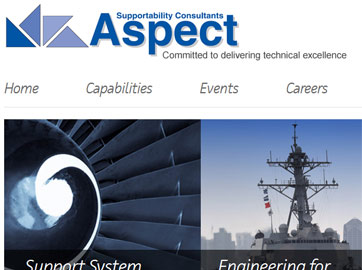 Supportability Consultants
Aspect
Committed to delivering technical excellence
Home Capabilities Events Careers
Support System Engineering for